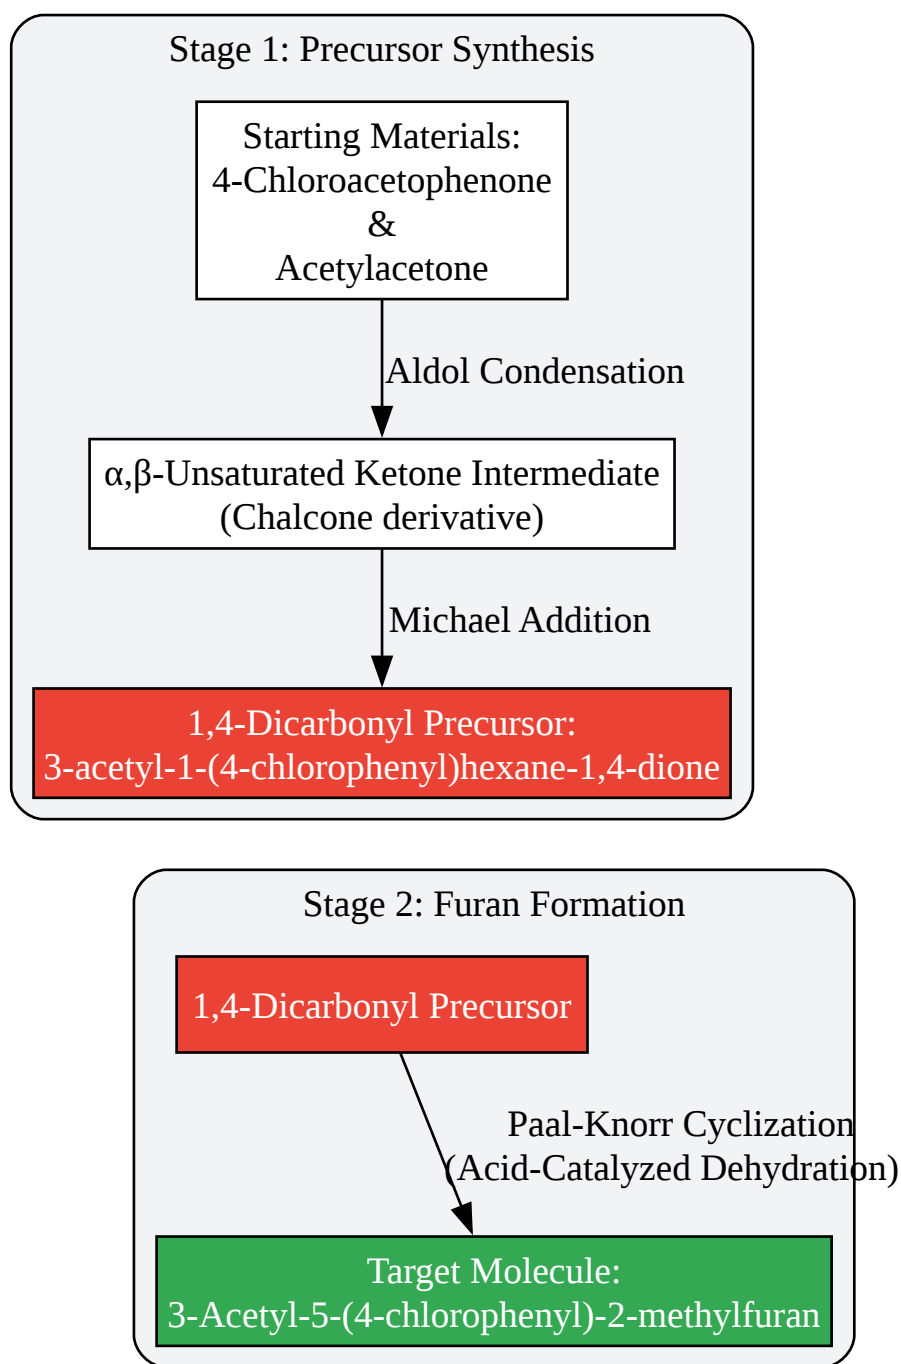 Stage 1: Precursor Synthesis
Starting Materials:
4-Chloroacetophenone
&
Acetylacetone
Aldol Condensation
α,β-Unsaturated Ketone Intermediate
(Chalcone derivative)
Michael Addition
1,4-Dicarbonyl Precursor:
3-acetyl-1-(4-chlorophenyl)hexane-1,4-dione
Stage 2: Furan Formation
1,4-Dicarbonyl Precursor
Paal-Knorr Cyclization
(Acid-Catalyzed Dehydration)
Target Molecule:
3-Acetyl-5-(4-chlorophenyl)-2-methylfuran